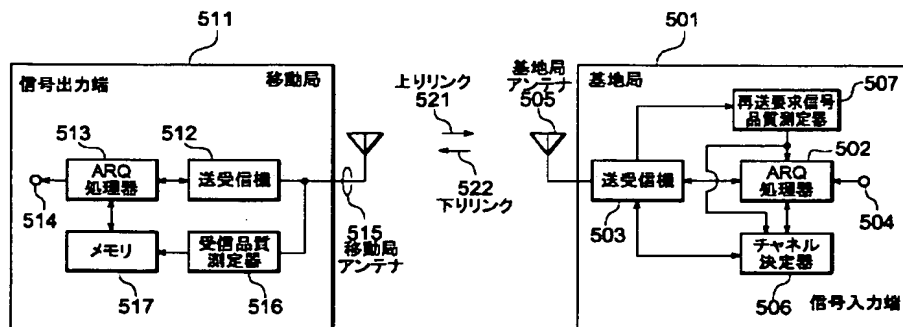 511
信号出力端
移動局
513
512
ARQ
処理器
送受信機
514
メモリ
受信品質
測定器
517
516
515
移動局
アンテナ
上りリンク
521
522
下りリンク
基地局
アンテナ
505
501
基地局
507
再送要求信号
品質測定器
502
送受信機
ARQ
処理器
503
504
チャネル
決定器
506
信号入力端